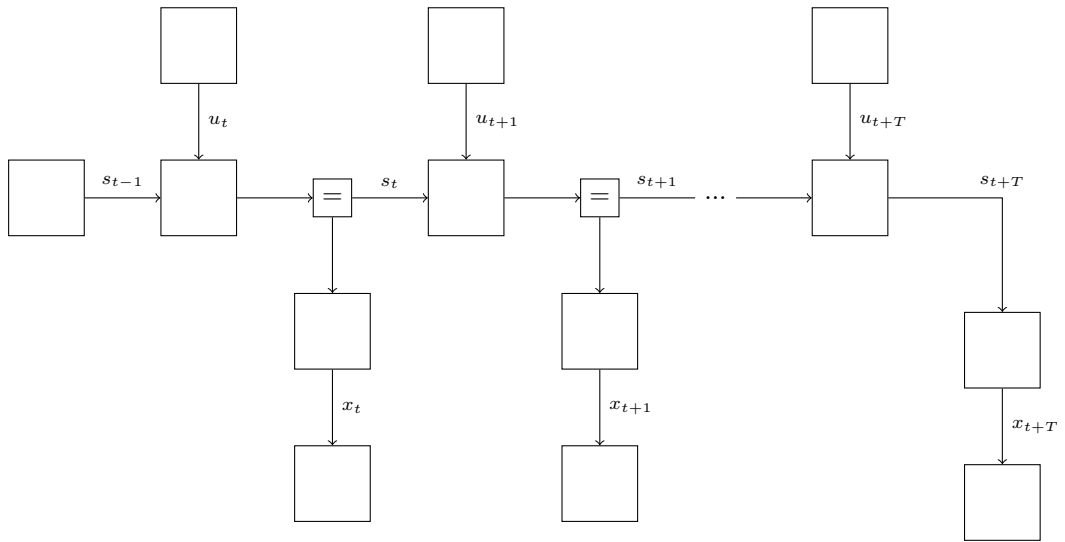 u_t
u_{t+1}
u_{t+T}
s_{t-1}
=
s_t
=
s_{t+1}
...
s_{t+T}
x_t
x_{t+1}
x_{t+T}